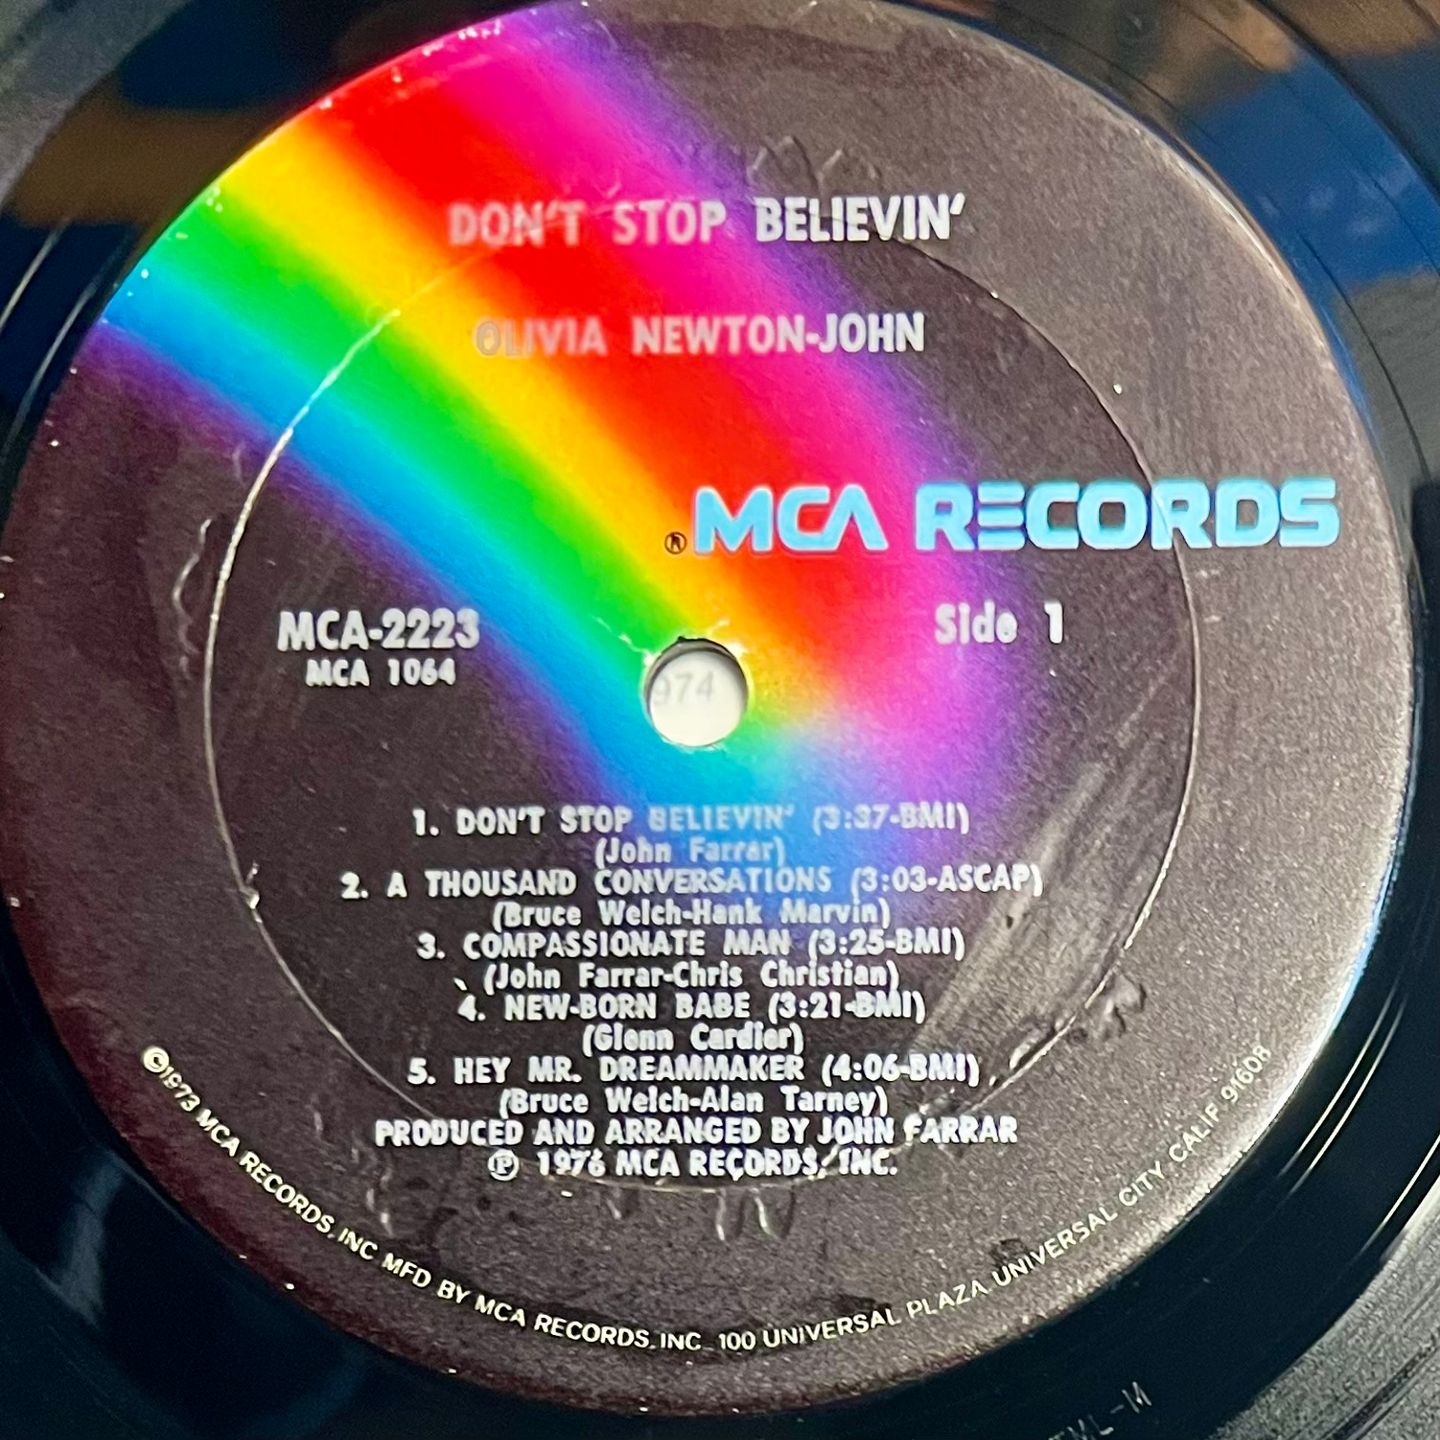 DON'T STOP BELIEVIN'
OLIVIA NEWTON-JOHN
® MCA RECORDS
MCA-2223
MCA 1064
Side 1
974
1. DON'T STOP BELIEVIN' (3:37-BMI)
(John Farrar)
2. A THOUSAND CONVERSATIONS (3:03-ASCAP)
(Bruce Welch-Hank Marvin)
3. COMPASSIONATE MAN (3:25-BMI)
(John Farrar-Chris Christian)
4. NEW-BORN BABE (3:21-BMI)
(Glenn Cardier)
5. HEY MR. DREAMMAKER (4:06-BMI)
(Bruce Welch-Alan Tarney)
PRODUCED AND ARRANGED BY JOHN FARRAR
℗ 1976 MCA RECORDS, INC.
©1973 MCA RECORDS, INC MFD BY MCA RECORDS, INC 100 UNIVERSAL PLAZA, UNIVERSAL CITY CALIF 91608